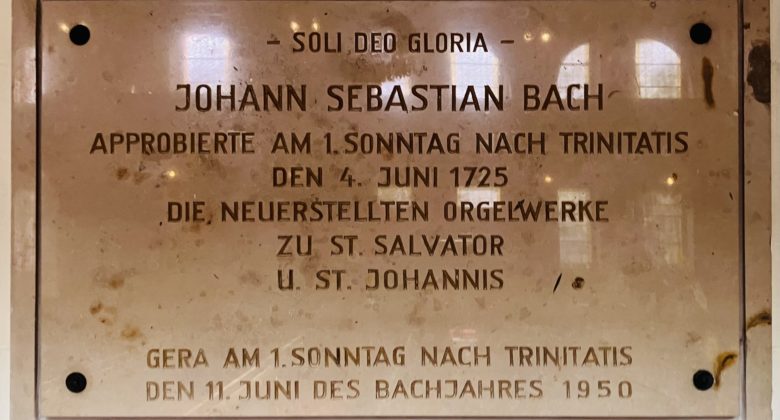 – SOLI DEO GLORIA –
JOHANN SEBASTIAN BACH
APPROBIERTE AM 1. SONNTAG NACH TRINITATIS
DEN 4. JUNI 1725
DIE NEUERSTELLTEN ORGELWERKE
ZU ST. SALVATOR
U. ST. JOHANNIS
GERA AM 1. SONNTAG NACH TRINITATIS
DEN 11. JUNI DES BACHJAHRES 1950